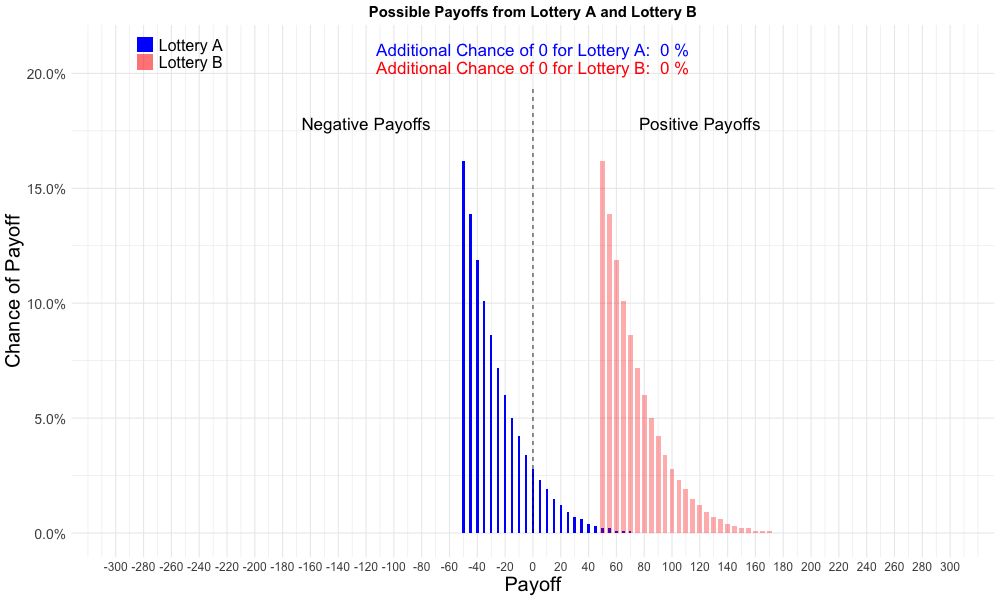 Possible Payoffs from Lottery A and Lottery B
Lottery A
Lottery B
Additional Chance of 0 for Lottery A:  0 %
Additional Chance of 0 for Lottery B:  0 %
Negative Payoffs
Positive Payoffs
Chance of Payoff
20.0%
15.0%
10.0%
5.0%
0.0%
-300 -280 -260 -240 -220 -200 -180 -160 -140 -120 -100 -80 -60 -40 -20 0 20 40 60 80 100 120 140 160 180 200 220 240 260 280 300
Payoff